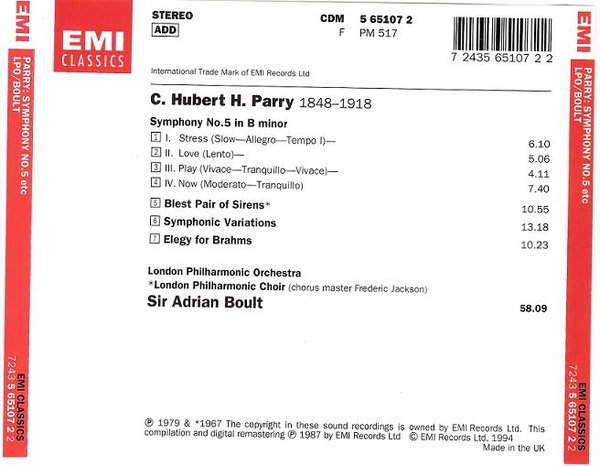 EMI
PARRY: SYMPHONY NO.5 etc
LPO/BOULT
EMI CLASSICS
7243 5 65107 2 2
EMI
CLASSICS
STEREO
ADD
CDM 5 65107 2
F PM 517
7 24356 51072 2
International Trade Mark of EMI Records Ltd
C. Hubert H. Parry 1848–1918
Symphony No.5 in B minor
1 I. Stress (Slow—Allegro—Tempo I)— 6.10
2 II. Love (Lento)— 5.06
3 III. Play (Vivace—Tranquillo—Vivace)— 4.11
4 IV. Now (Moderato—Tranquillo) 7.40
5 Blest Pair of Sirens* 10.55
6 Symphonic Variations 13.18
7 Elegy for Brahms 10.23
London Philharmonic Orchestra
*London Philharmonic Choir (chorus master Frederic Jackson)
Sir Adrian Boult 58.09
℗ 1979 & *1967 The copyright in these sound recordings is owned by EMI Records Ltd. This
compilation and digital remastering ℗ 1987 by EMI Records Ltd. © EMI Records Ltd. 1994
Made in the UK
EMI
PARRY: SYMPHONY NO.5 etc
LPO/BOULT
EMI CLASSICS
7243 5 65107 2 2